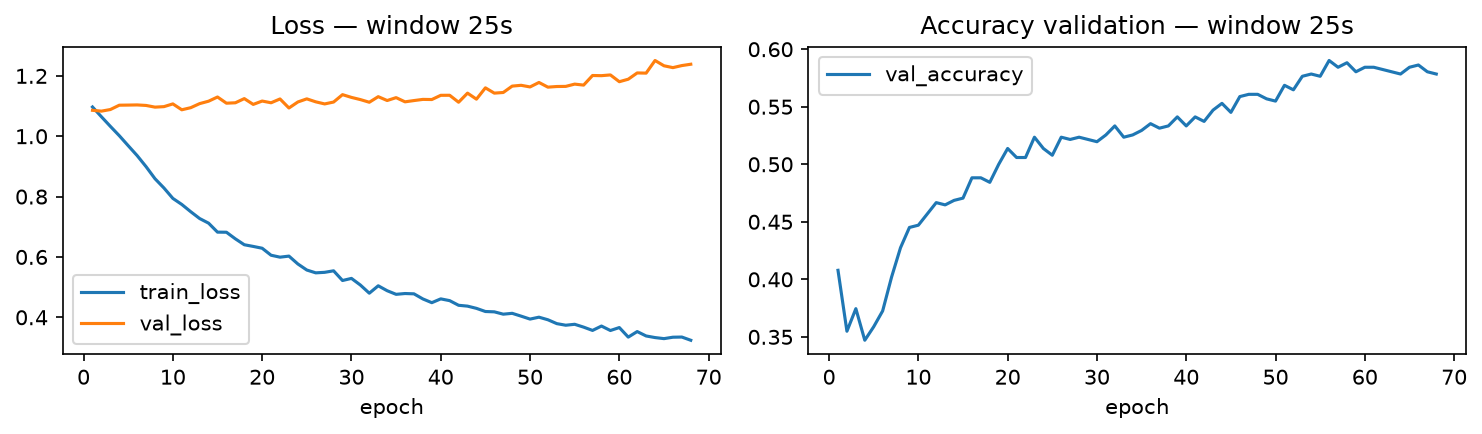 Loss — window 25s
1.2
1.0
0.8
0.6
0.4
train_loss
val_loss
0 10 20 30 40 50 60 70
epoch
Accuracy validation — window 25s
0.60
0.55
0.50
0.45
0.40
0.35
val_accuracy
0 10 20 30 40 50 60 70
epoch